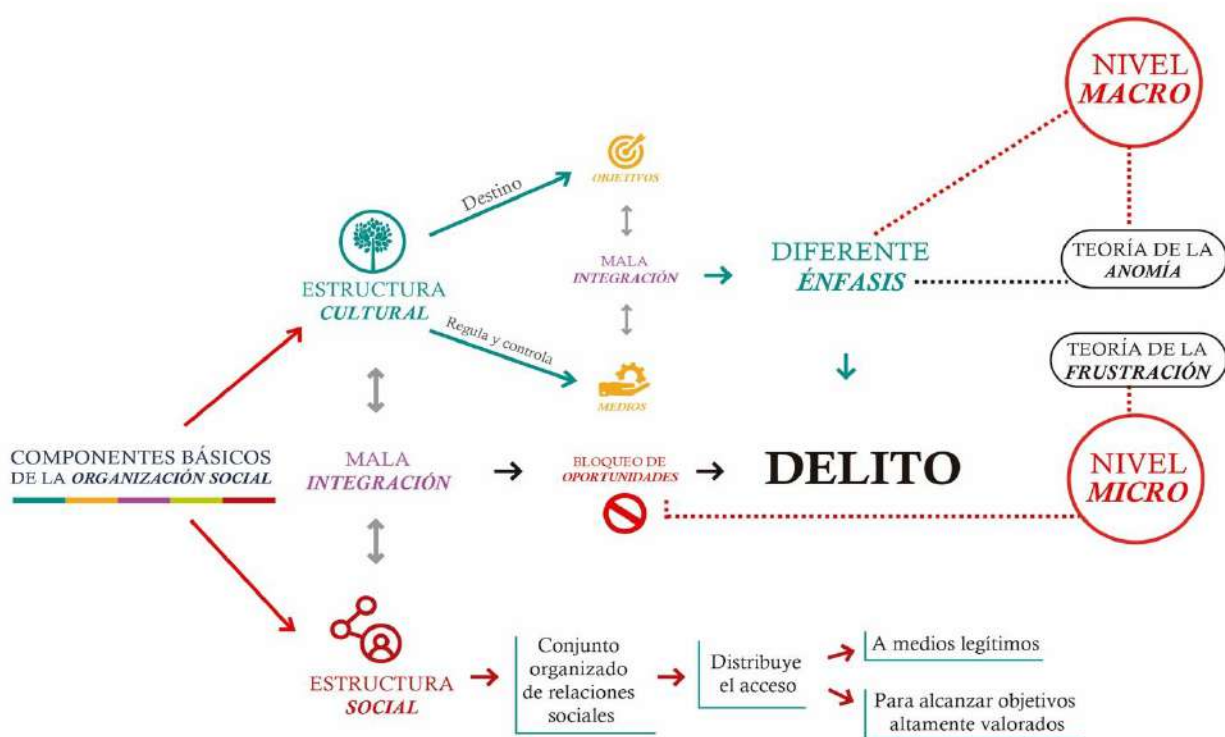 NIVEL
MACRO
OBJETIVOS
Destino
MALA
INTEGRACIÓN
DIFERENTE
ÉNFASIS
TEORÍA DE LA
ANOMÍA
ESTRUCTURA
CULTURAL
Regula y controla
MEDIOS
TEORÍA DE LA
FRUSTRACIÓN
COMPONENTES BÁSICOS
DE LA ORGANIZACIÓN SOCIAL
MALA
INTEGRACIÓN
BLOQUEO DE
OPORTUNIDADES
DELITO
NIVEL
MICRO
ESTRUCTURA
SOCIAL
Conjunto
organizado
de relaciones
sociales
Distribuye
el acceso
A medios legítimos
Para alcanzar objetivos
altamente valorados